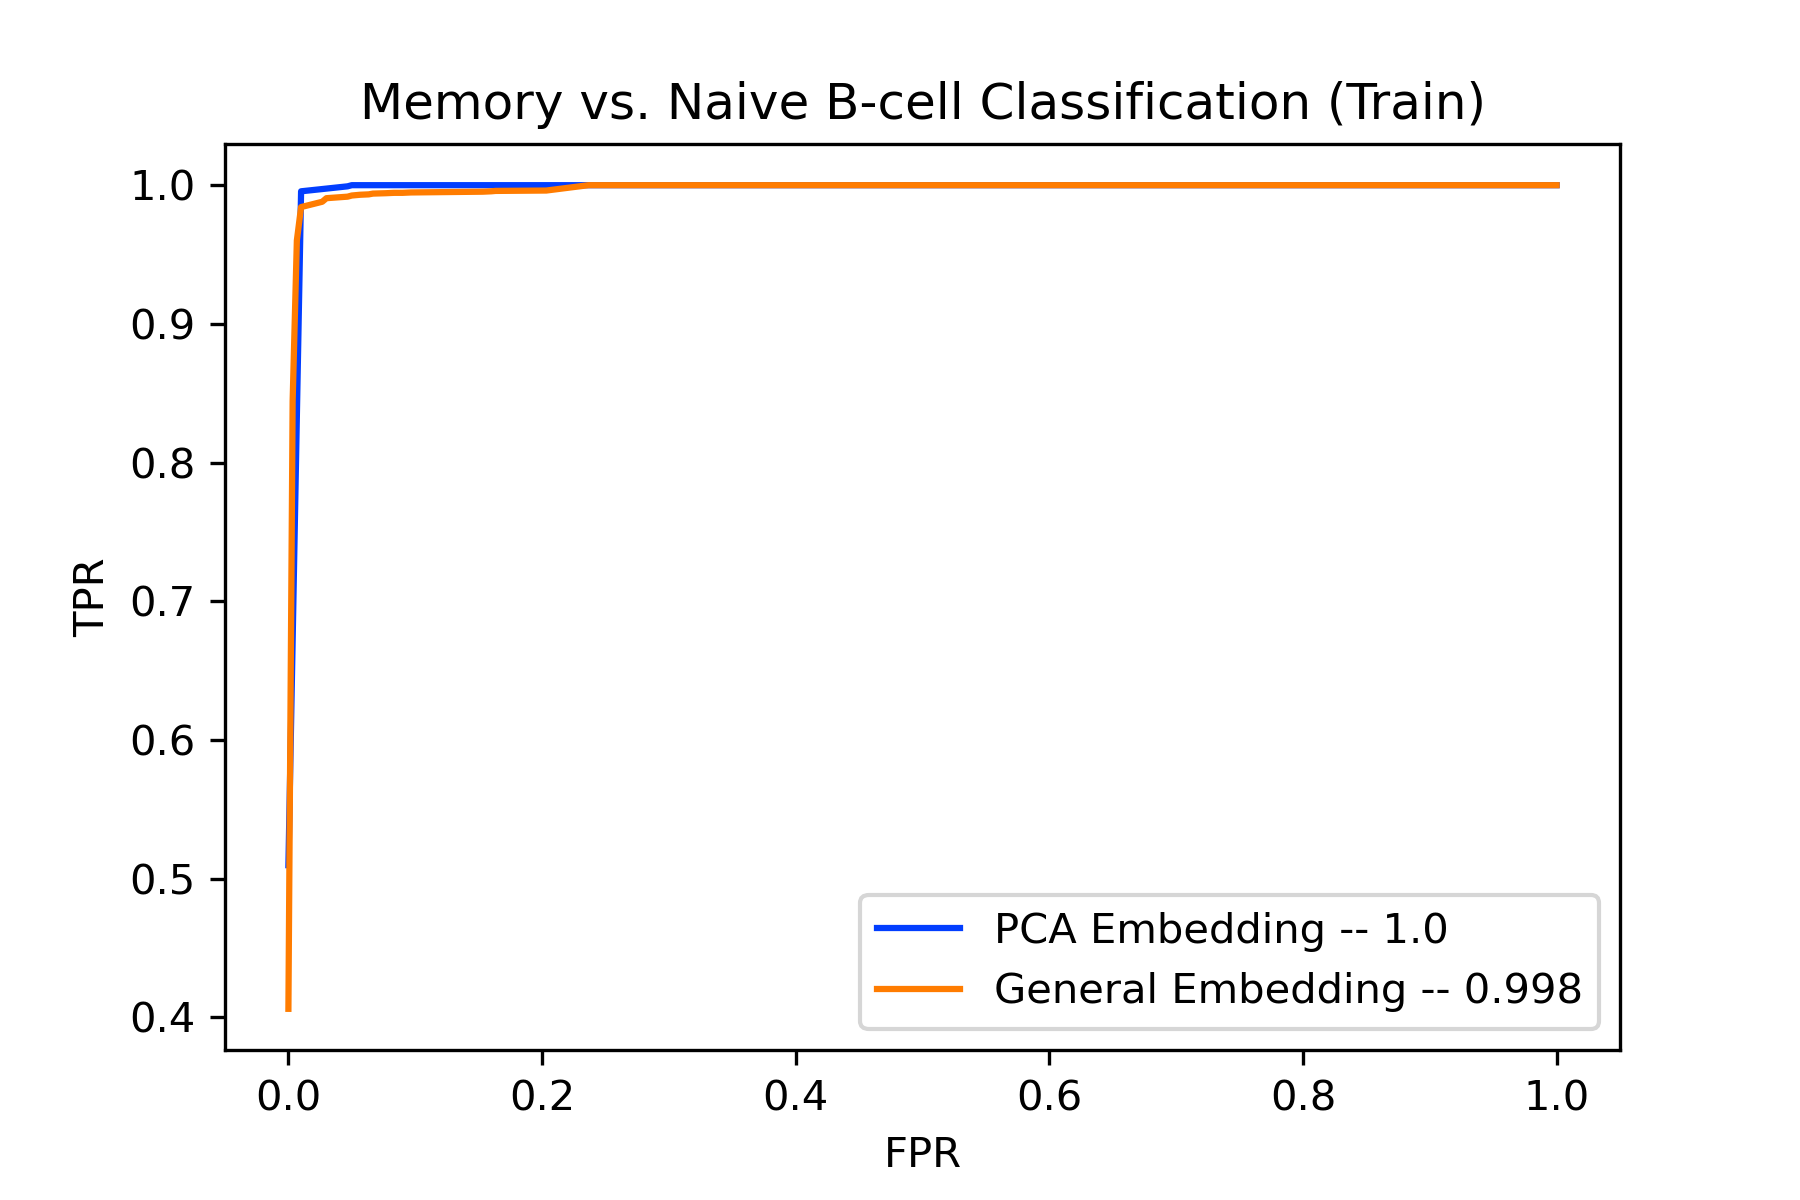 Memory vs. Naive B-cell Classification (Train)
1.0
0.9
0.8
0.7
0.6
0.5
0.4
TPR
PCA Embedding -- 1.0
General Embedding -- 0.998
0.0 0.2 0.4 0.6 0.8 1.0
FPR